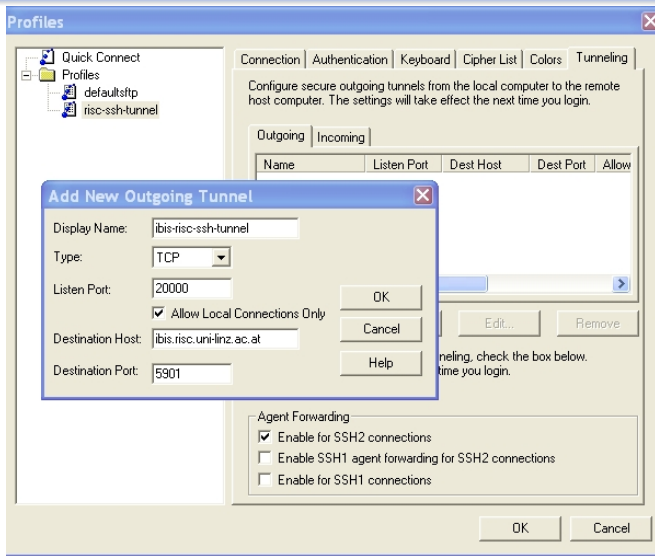 Profiles
Quick Connect
Profiles
defaultsftp
risc-ssh-tunnel
Connection Authentication Keyboard Cipher List Colors Tunneling
Configure secure outgoing tunnels from the local computer to the remote
host computer. The settings will take effect the next time you login.
Outgoing Incoming
Name Listen Port Dest Host Dest Port Allow
Add New Outgoing Tunnel
Display Name: ibis-risc-ssh-tunnel
Type: TCP
Listen Port: 20000
Allow Local Connections Only
Destination Host: ibis.risc.uni-linz.ac.at
Destination Port: 5901
OK
Cancel
Help
Edit... Remove
neling, check the box below.
time you login.
Agent Forwarding
Enable for SSH2 connections
Enable SSH1 agent forwarding for SSH2 connections
Enable for SSH1 connections
OK Cancel